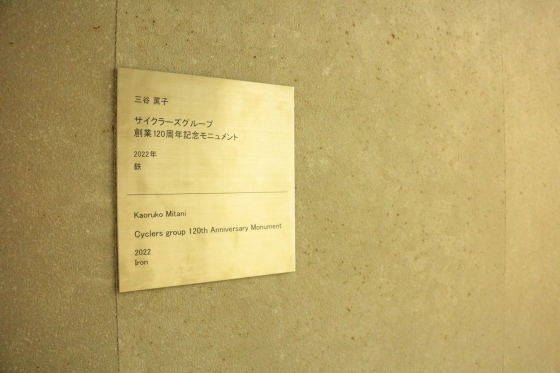 三谷 薫子
サイクラーズグループ
創業120周年記念モニュメント
2022年
鉄
Kaoruko Mitani
Cyclers group 120th Anniversary Monument
2022
Iron